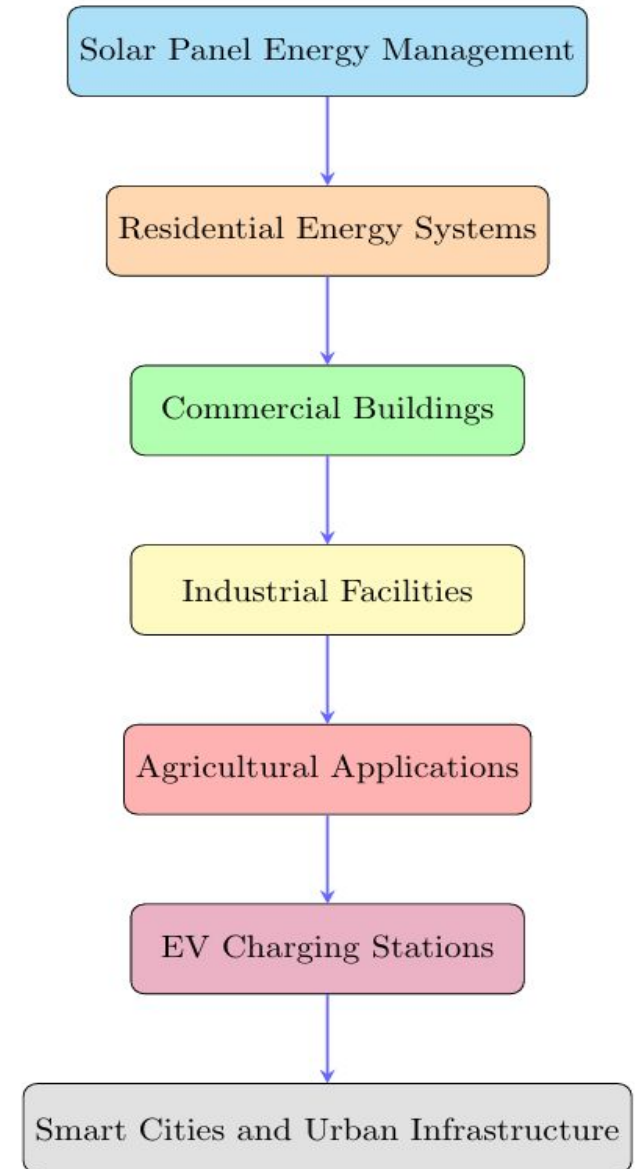 Solar Panel Energy Management
Residential Energy Systems
Commercial Buildings
Industrial Facilities
Agricultural Applications
EV Charging Stations
Smart Cities and Urban Infrastructure